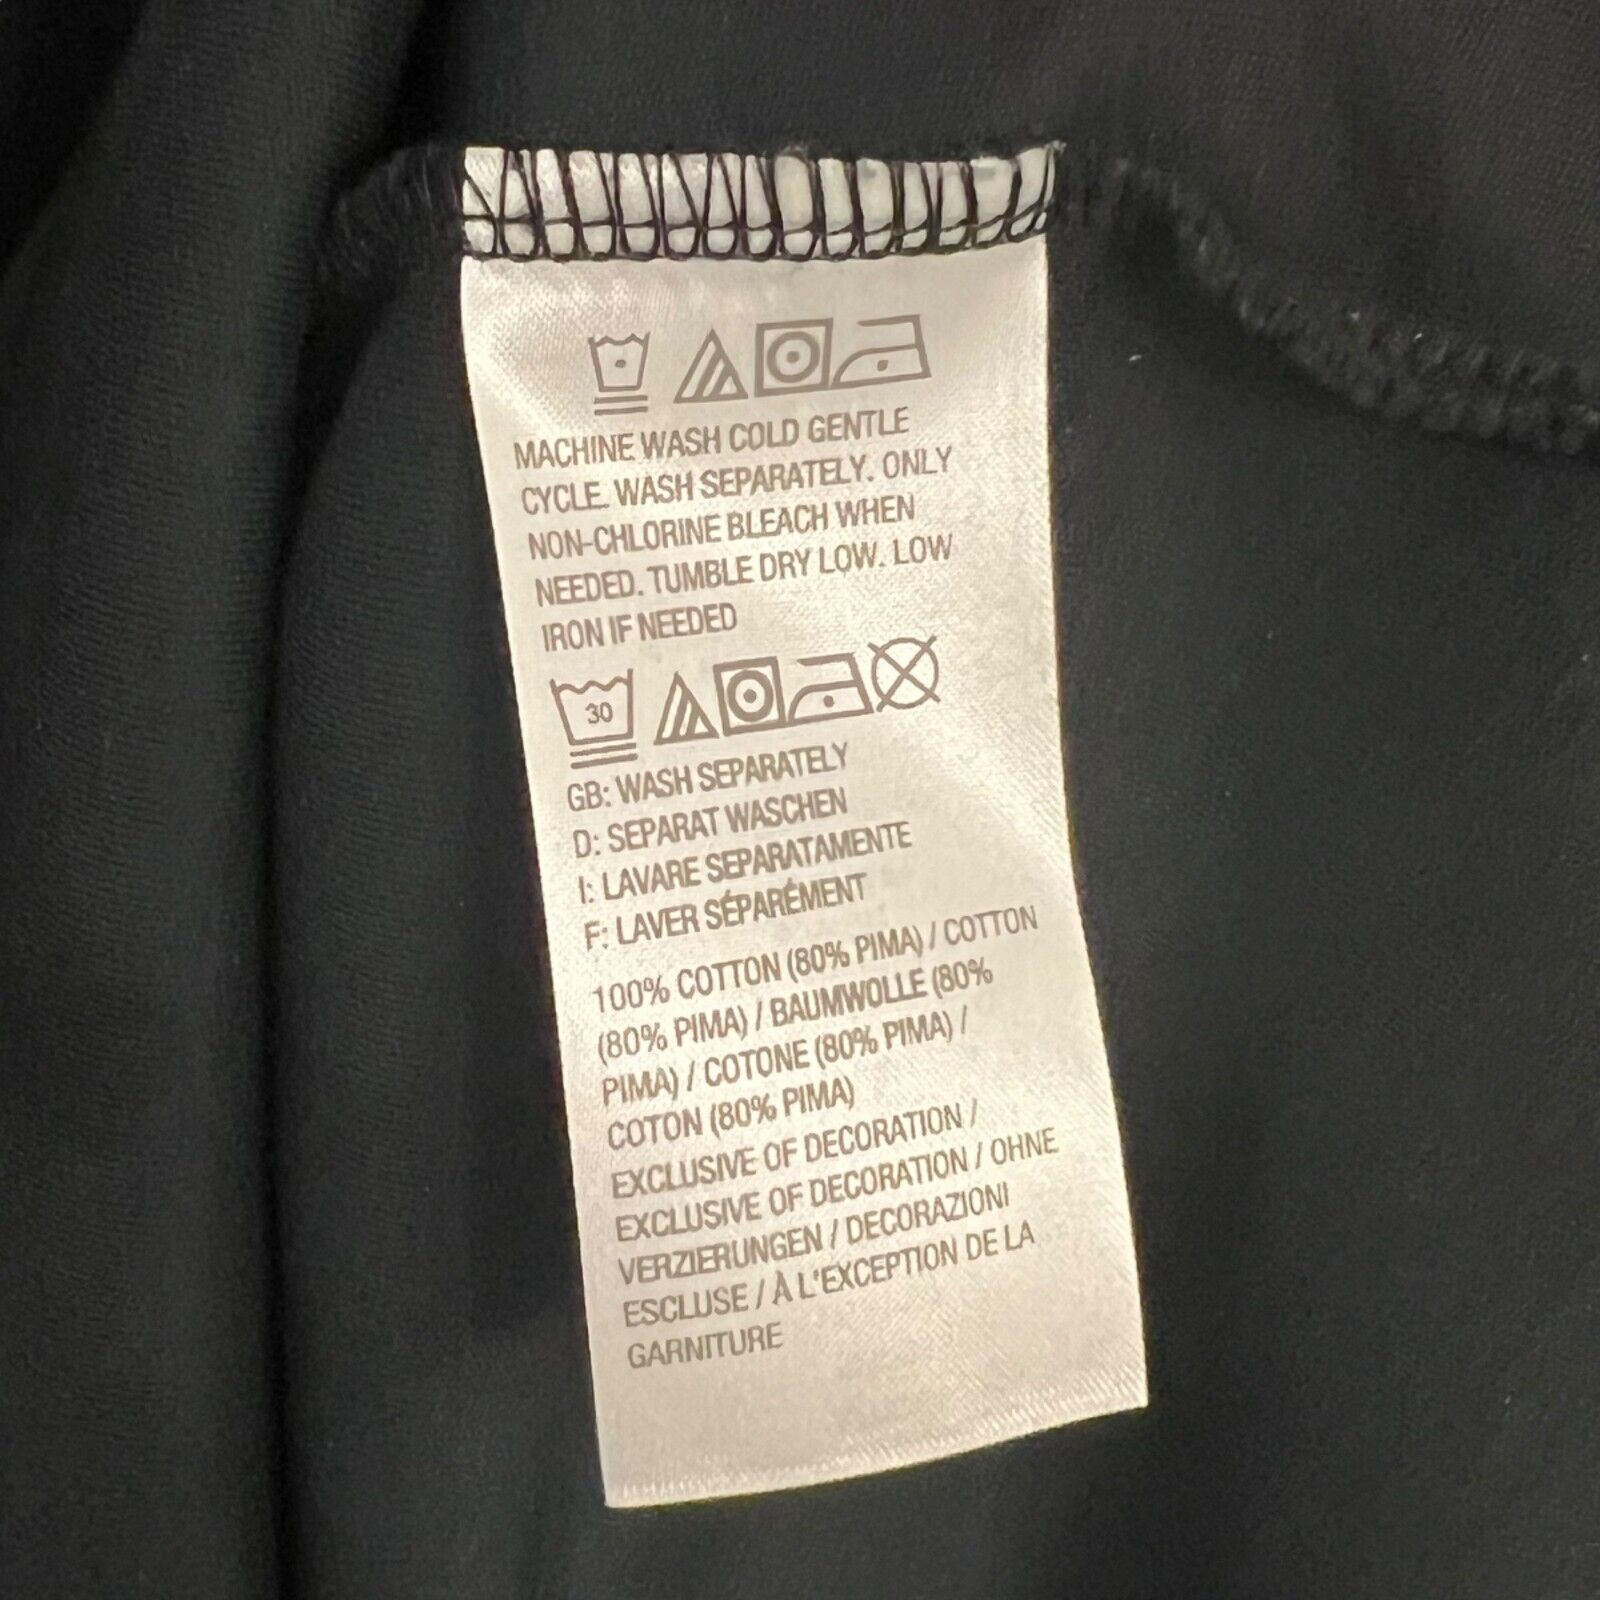 MACHINE WASH COLD GENTLE
CYCLE. WASH SEPARATELY. ONLY
NON-CHLORINE BLEACH WHEN
NEEDED. TUMBLE DRY LOW. LOW
IRON IF NEEDED
30
GB: WASH SEPARATELY
D: SEPARAT WASCHEN
I: LAVARE SEPARATAMENTE
F: LAVER SÉPARÉMENT
100% COTTON (80% PIMA) / COTTON
(80% PIMA) / BAUMWOLLE (80%
PIMA) / COTONE (80% PIMA) /
COTON (80% PIMA)
EXCLUSIVE OF DECORATION /
EXCLUSIVE OF DECORATION / OHNE
VERZIERUNGEN / DECORAZIONI
ESCLUSE / À L'EXCEPTION DE LA
GARNITURE